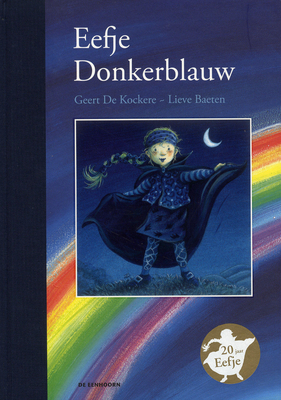 Eefje
Donkerblauw
Geert De Kockere – Lieve Baeten
20 jaar
Eefje
DE EENHOORN